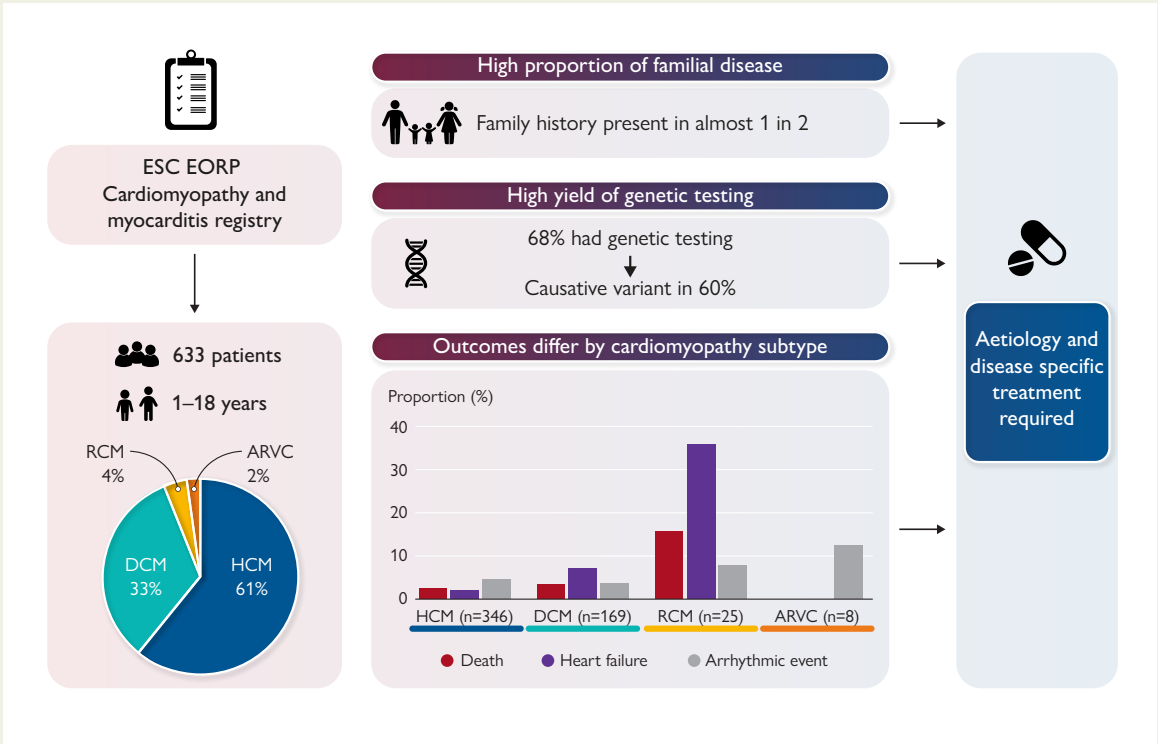 ESC EORP
Cardiomyopathy and
myocarditis registry
633 patients
1–18 years
RCM
4%
ARVC
2%
DCM
33%
HCM
61%
High proportion of familial disease
Family history present in almost 1 in 2
High yield of genetic testing
68% had genetic testing
Causative variant in 60%
Outcomes differ by cardiomyopathy subtype
Proportion (%)
40
30
20
10
0
HCM (n=346)
DCM (n=169)
RCM (n=25)
ARVC (n=8)
Death
Heart failure
Arrhythmic event
Aetiology and
disease specific
treatment
required